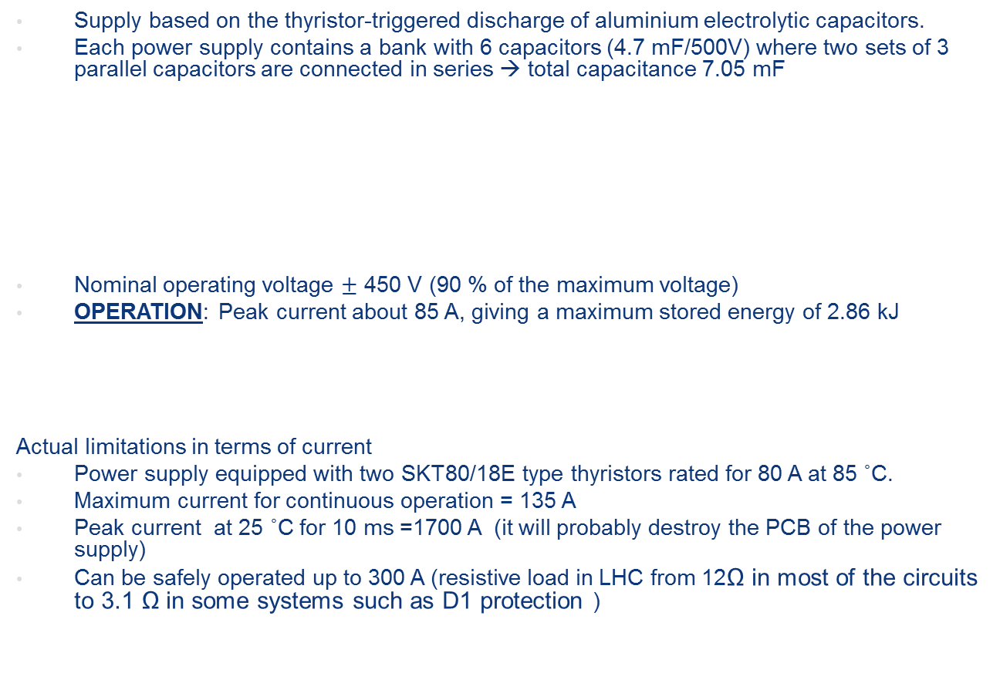 Supply based on the thyristor-triggered discharge of aluminium electrolytic capacitors.
Each power supply contains a bank with 6 capacitors (4.7 mF/500V) where two sets of 3
parallel capacitors are connected in series → total capacitance 7.05 mF
Nominal operating voltage ± 450 V (90 % of the maximum voltage)
OPERATION: Peak current about 85 A, giving a maximum stored energy of 2.86 kJ
Actual limitations in terms of current
Power supply equipped with two SKT80/18E type thyristors rated for 80 A at 85 ˚C.
Maximum current for continuous operation = 135 A
Peak current at 25 ˚C for 10 ms =1700 A (it will probably destroy the PCB of the power
supply)
Can be safely operated up to 300 A (resistive load in LHC from 12Ω in most of the circuits
to 3.1 Ω in some systems such as D1 protection )